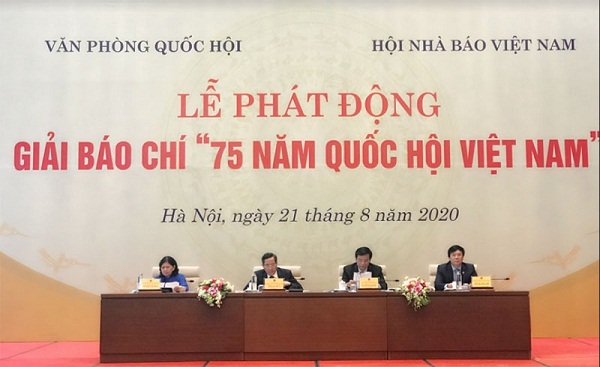 VĂN PHÒNG QUỐC HỘI
HỘI NHÀ BÁO VIỆT NAM
LỄ PHÁT ĐỘNG
GIẢI BÁO CHÍ “75 NĂM QUỐC HỘI VIỆT NAM”
Hà Nội, ngày 21 tháng 8 năm 2020